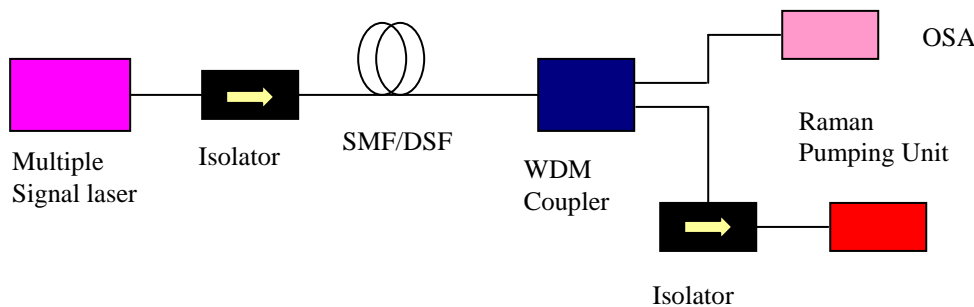 OSA
SMF/DSF
Isolator
Multiple
Signal laser
WDM
Coupler
Raman
Pumping Unit
Isolator